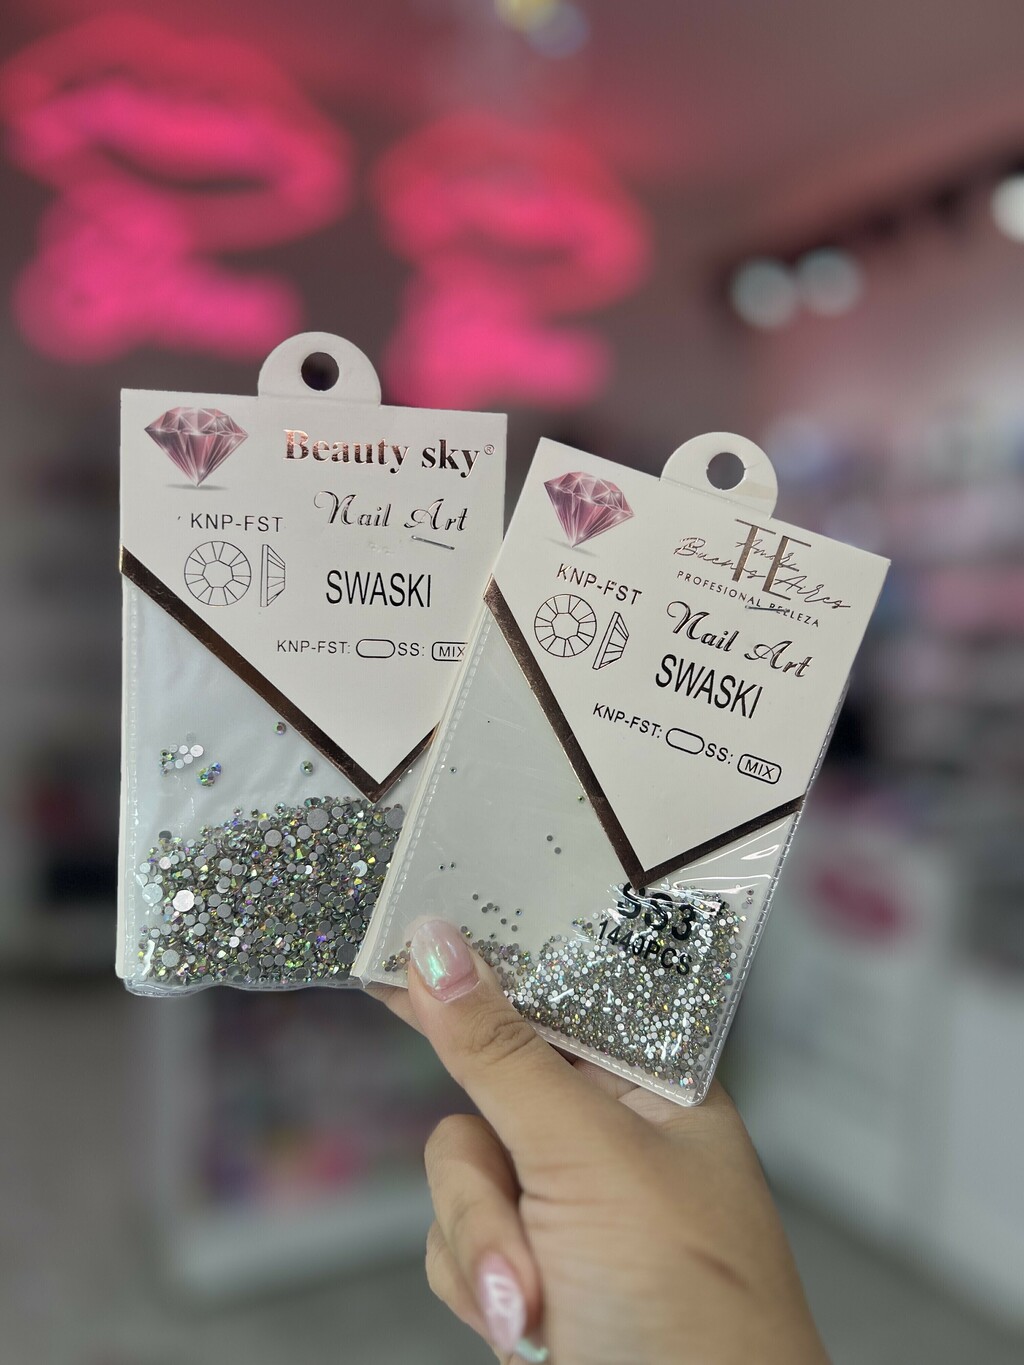 Beauty sky®
Nail Art
KNP-FST
SWASKI
KNP-FST: SS: MIX
TE
Buenos Aires
PROFESIONAL BELLEZA
KNP-FST
Nail Art
SWASKI
KNP-FST: SS: MIX
SS3
1440PCS